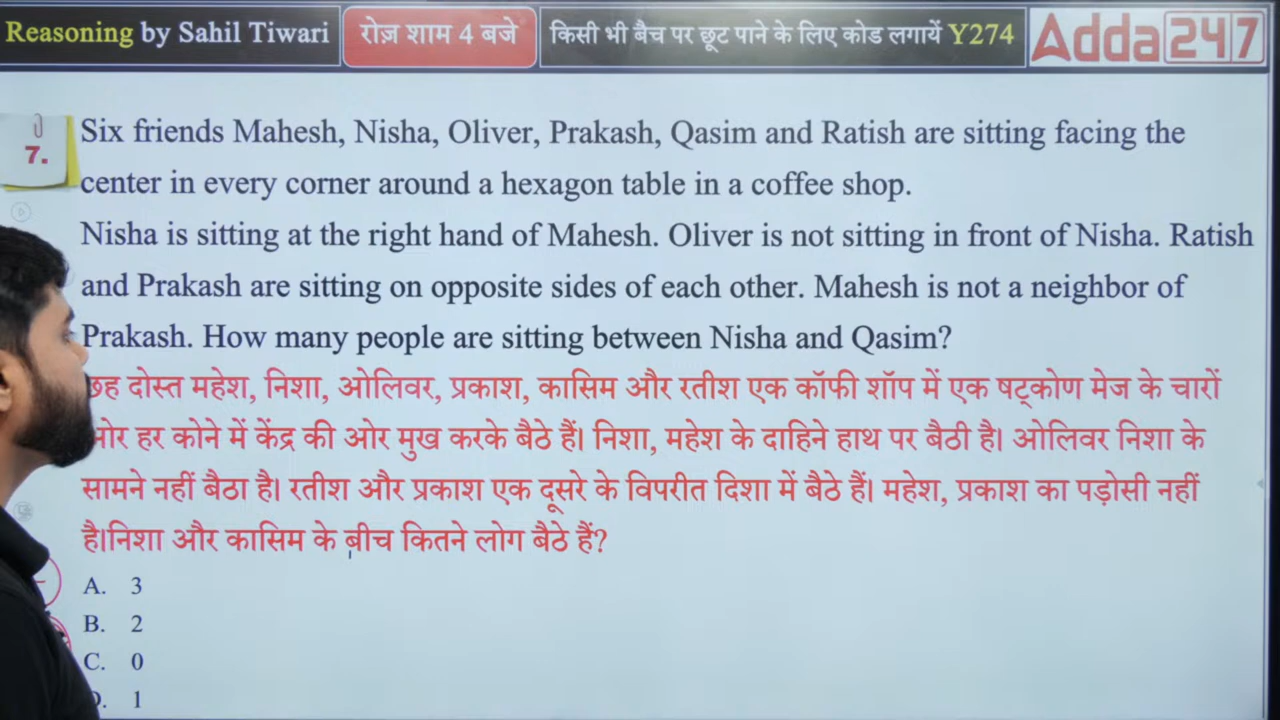 Reasoning by Sahil Tiwari
रोज़ शाम 4 बजे
किसी भी बैच पर छूट पाने के लिए कोड लगायें Y274
Adda247
7.
Six friends Mahesh, Nisha, Oliver, Prakash, Qasim and Ratish are sitting facing the
center in every corner around a hexagon table in a coffee shop.
Nisha is sitting at the right hand of Mahesh. Oliver is not sitting in front of Nisha. Ratish
and Prakash are sitting on opposite sides of each other. Mahesh is not a neighbor of
Prakash. How many people are sitting between Nisha and Qasim?
छह दोस्त महेश, निशा, ओलिवर, प्रकाश, कासिम और रतीश एक कॉफी शॉप में एक षट्कोण मेज के चारों
ओर हर कोने में केंद्र की ओर मुख करके बैठे हैं। निशा, महेश के दाहिने हाथ पर बैठी है। ओलिवर निशा के
सामने नहीं बैठा है। रतीश और प्रकाश एक दूसरे के विपरीत दिशा में बैठे हैं। महेश, प्रकाश का पड़ोसी नहीं
है।निशा और कासिम के बीच कितने लोग बैठे हैं?
A. 3
B. 2
C. 0
D. 1